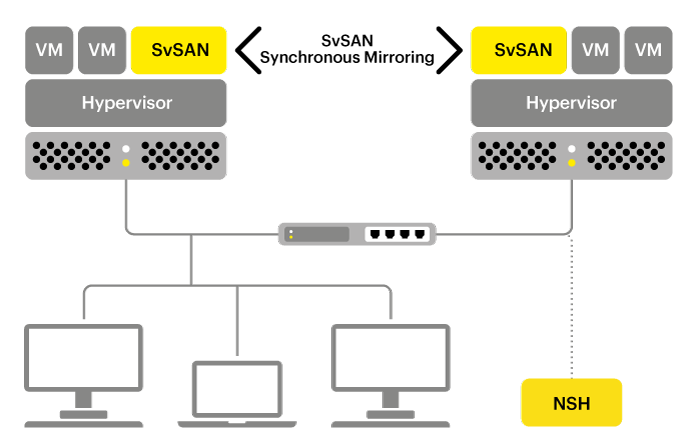 VM VM SvSAN
SvSAN
Synchronous Mirroring
SvSAN VM VM
Hypervisor
Hypervisor
NSH